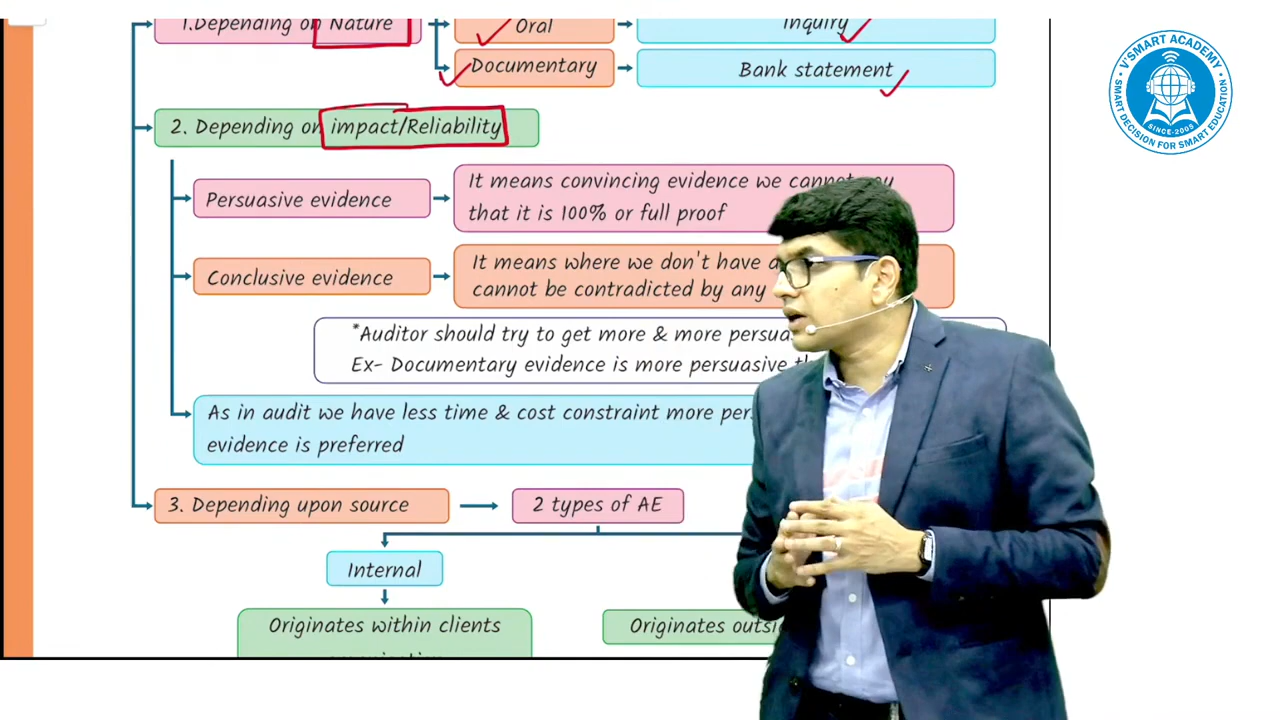 1.Depending on Nature
Oral
Inquiry
Documentary
Bank statement
2. Depending on impact/Reliability
Persuasive evidence
It means convincing evidence we cannot
that it is 100% or full proof
Conclusive evidence
It means where we don't have
cannot be contradicted by any
*Auditor should try to get more & more
Ex- Documentary evidence is more persuasive
As in audit we have less time & cost constraint more
evidence is preferred
3. Depending upon source
2 types of AE
Internal
Originates within clients
Originates
V'SMART ACADEMY
SINCE-2005
SMART DECISION FOR SMART EDUCATION